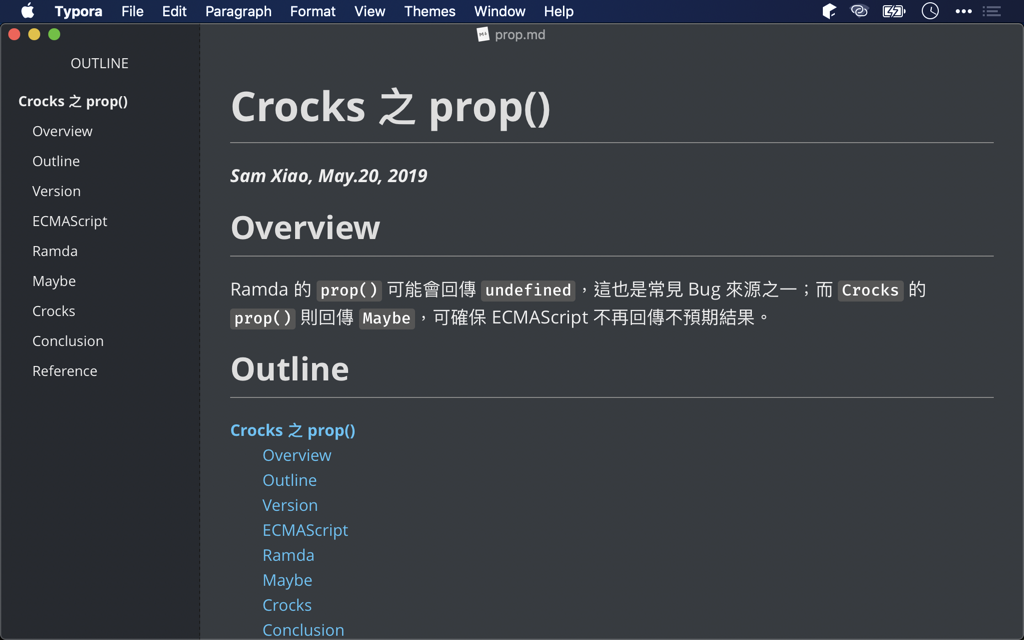 Typora File Edit Paragraph Format View Themes Window Help
prop.md
OUTLINE
Crocks 之 prop()
Overview
Outline
Version
ECMAScript
Ramda
Maybe
Crocks
Conclusion
Reference
Crocks 之 prop()
Sam Xiao, May.20, 2019
Overview
Ramda 的 prop() 可能會回傳 undefined，這也是常見 Bug 來源之一；而 Crocks 的
prop() 則回傳 Maybe，可確保 ECMAScript 不再回傳不預期結果。
Outline
Crocks 之 prop()
Overview
Outline
Version
ECMAScript
Ramda
Maybe
Crocks
Conclusion